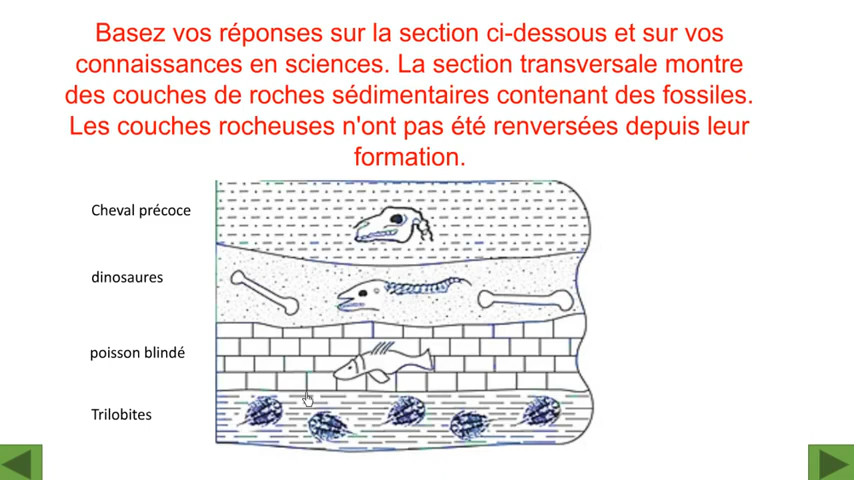 Basez vos réponses sur la section ci-dessous et sur vos
connaissances en sciences. La section transversale montre
des couches de roches sédimentaires contenant des fossiles.
Les couches rocheuses n'ont pas été renversées depuis leur
formation.
Cheval précoce
dinosaures
poisson blindé
Trilobites